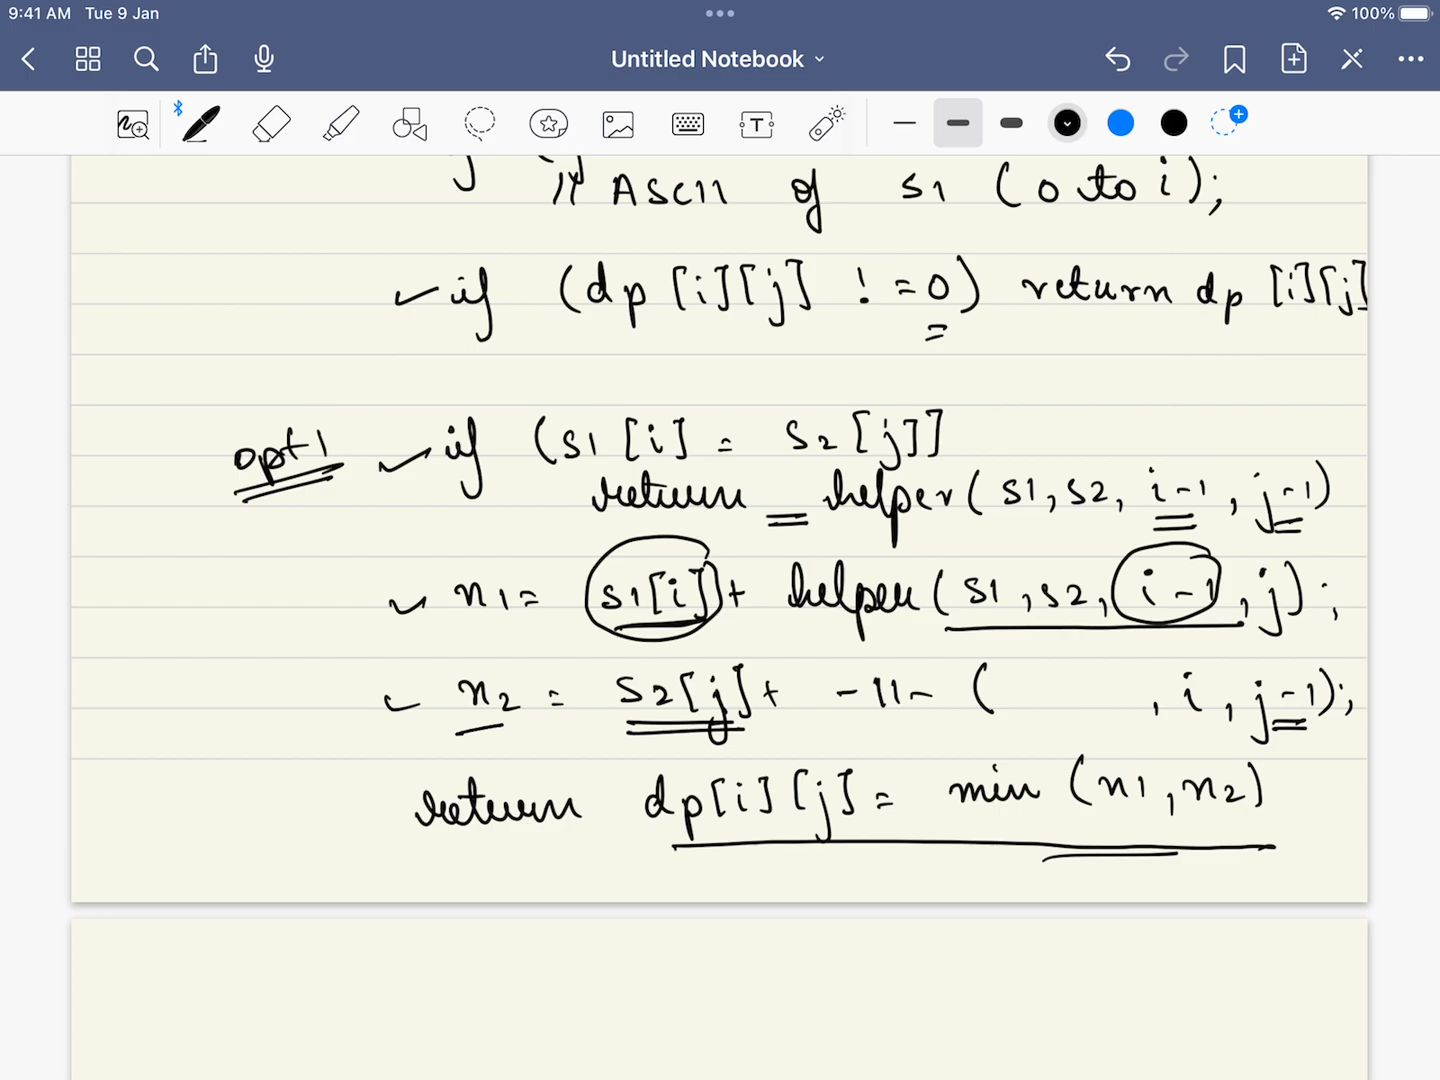 9:41 AM Tue 9 Jan
100%
Untitled Notebook
ASCII of s1 (0 to i);
if (dp[i][j] != 0) return dp[i][j]
opt1 if (s1[i] = s2[j]]
return = helper(s1, s2, i-1, j-1)
n1 = s1[i] + helper(s1, s2, i-1, j);
n2 = s2[j] + -11- ( , i, j-1);
return dp[i][j] = min (n1, n2)